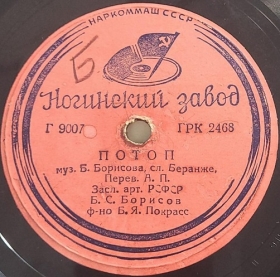 НАРКОММАШ СССР
Б
Ногинский завод
Г 9007 ГРК 2468
ПОТОП
муз. Б. Борисова, сл. Беранже,
Перев. А. П.
Засл. арт. РСФСР
Б. С. Борисов
ф-но Б. Я. Покрасс